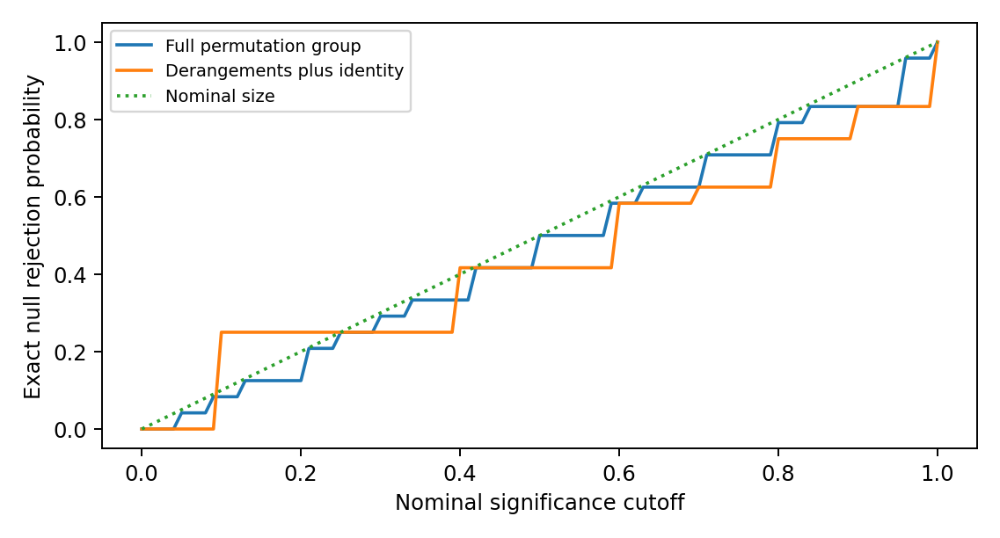 Full permutation group
Derangements plus identity
Nominal size
Exact null rejection probability
1.0
0.8
0.6
0.4
0.2
0.0
0.0 0.2 0.4 0.6 0.8 1.0
Nominal significance cutoff